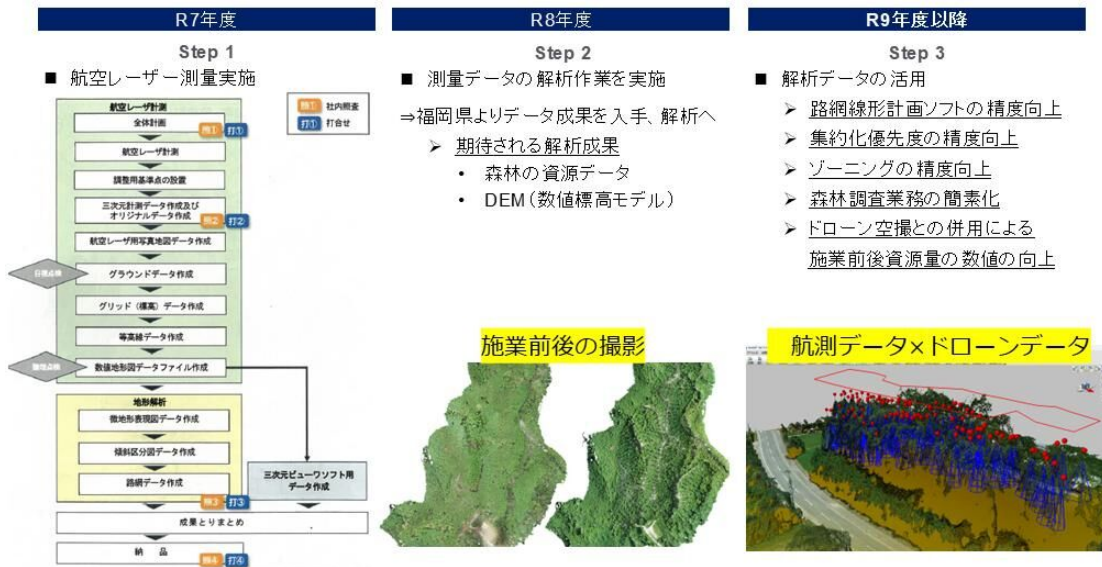 R7年度
Step 1
■ 航空レーザー測量実施
航空レーザ計測
全体計画
照①
打①
航空レーザ計測
調整用基準点の設置
三次元計測データ作成及び
オリジナルデータ作成
照②
打②
航空レーザ用写真地図データ作成
グラウンドデータ作成
グリッド（標高）データ作成
等高線データ作成
数値地形図データファイル作成
地形解析
微地形表現図データ作成
傾斜区分図データ作成
路網データ作成
照③
打③
三次元ビューワソフト用
データ作成
成果とりまとめ
納 品
照④
打④
照① 社内照査
打① 打合せ
R8年度
Step 2
■ 測量データの解析作業を実施
⇒福岡県よりデータ成果を入手、解析へ
➢ 期待される解析成果
• 森林の資源データ
• DEM（数値標高モデル）
施業前後の撮影
R9年度以降
Step 3
■ 解析データの活用
➢ 路網線形計画ソフトの精度向上
➢ 集約化優先度の精度向上
➢ ゾーニングの精度向上
➢ 森林調査業務の簡素化
➢ ドローン空撮との併用による
施業前後資源量の数値の向上
航測データ×ドローンデータ